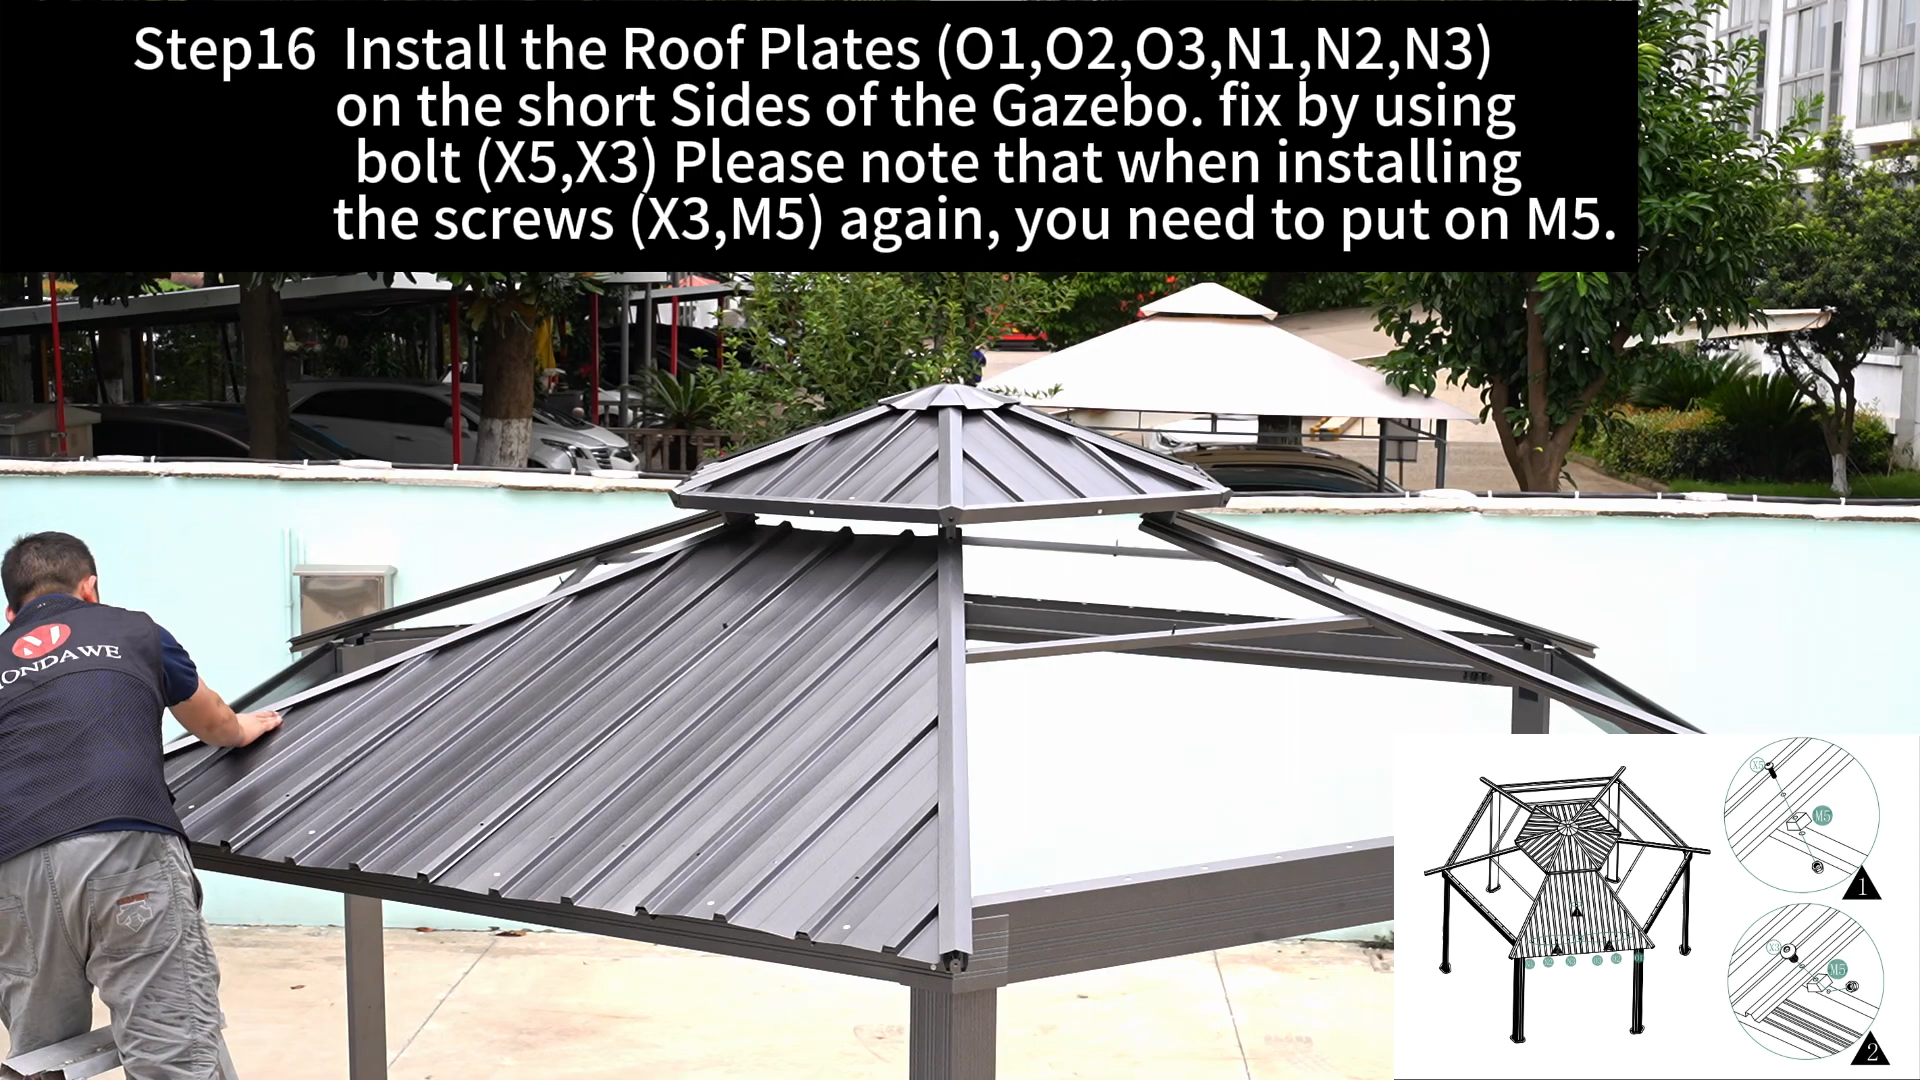 Step16 Install the Roof Plates (O1,O2,O3,N1,N2,N3)
on the short Sides of the Gazebo. fix by using
bolt (X5,X3) Please note that when installing
the screws (X3,M5) again, you need to put on M5.
ONDAWE
X5
M5
1
X3
M5
2